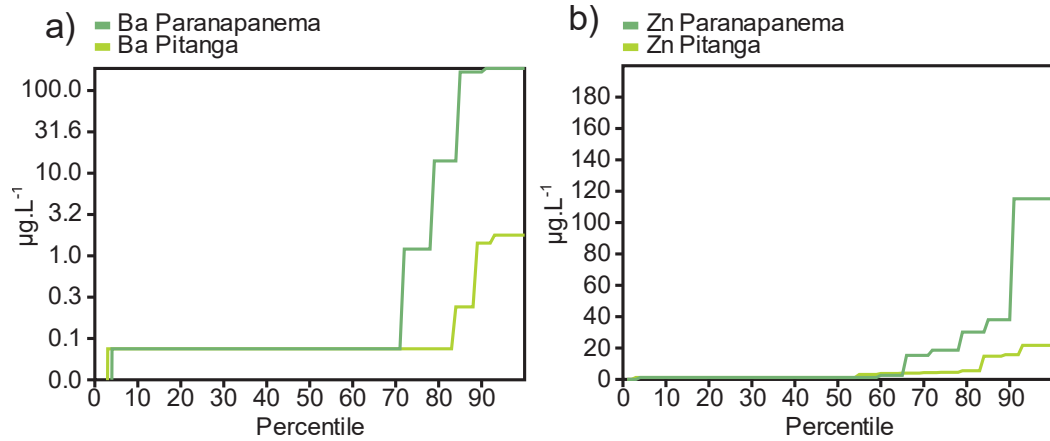 a)
Ba Paranapanema
Ba Pitanga
100.0
31.6
10.0
3.2
1.0
0.3
0.1
0.0
µg.L⁻¹
0 10 20 30 40 50 60 70 80 90
Percentile
b)
Zn Paranapanema
Zn Pitanga
180
160
140
120
100
80
60
40
20
0
µg.L⁻¹
0 10 20 30 40 50 60 70 80 90
Percentile